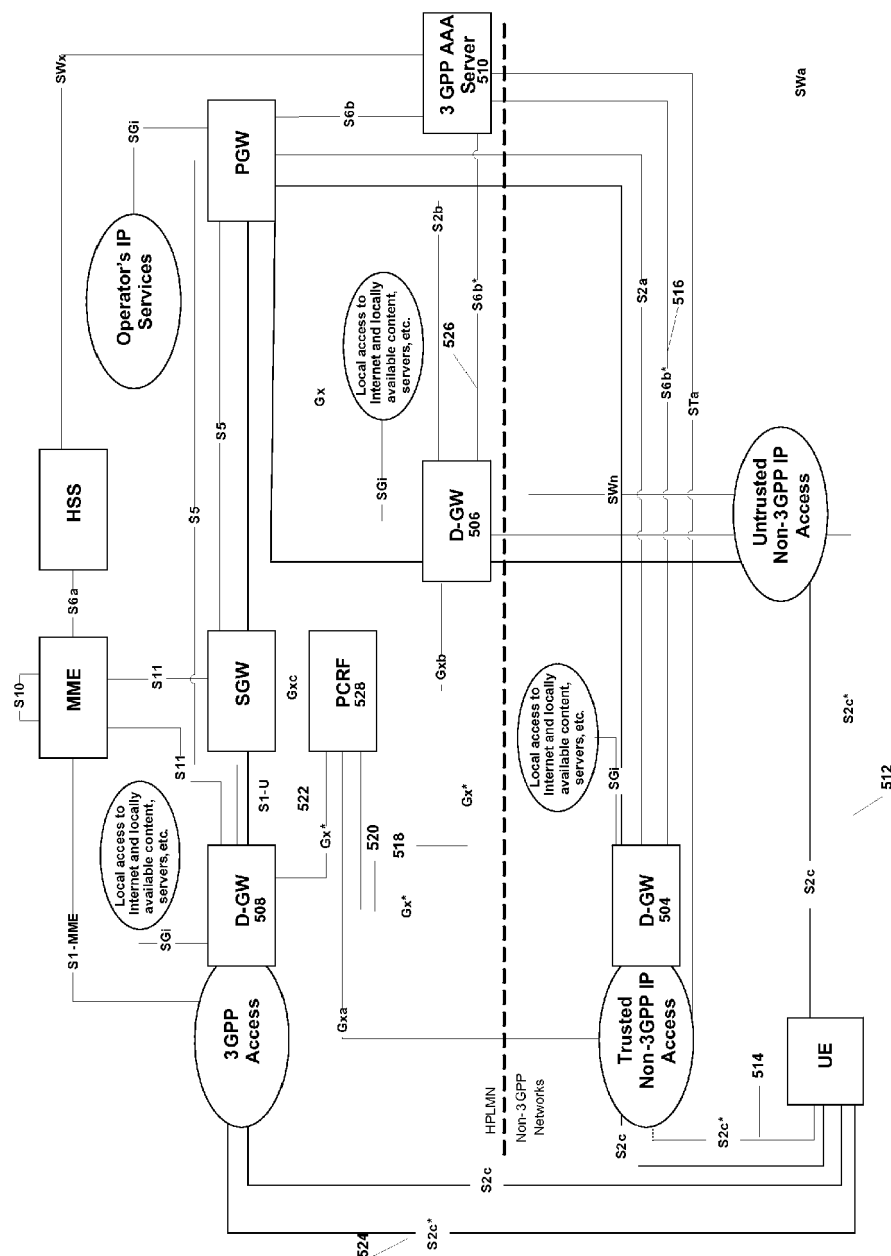 SWx
3 GPP AAA
Server
510
SWa
SGi
PGW
S6b
Operator's IP
Services
S2b
S6b*
S2a
516
S6b*
STa
Local access to
Internet and locally
available content,
servers, etc.
526
Gx
S5
S5
HSS
SGi
D-GW
506
SWn
Untrusted
Non-3GPP IP
Access
S6a
S10
MME
S11
SGW
Gxc
PCRF
528
Gxb
Local access to
Internet and locally
available content,
servers, etc.
S2c*
512
S11
S1-U
522
Gx*
Gx*
SGi
Local access to
Internet and locally
available content,
servers, etc.
520
518
D-GW
508
D-GW
504
S2c
S1-MME
SGi
Gx*
3GPP
Access
Gxa
Trusted
Non-3GPP IP
Access
514
UE
HPLMN
Non-3GPP
Networks
S2c
S2c*
S2c
S2c*
524